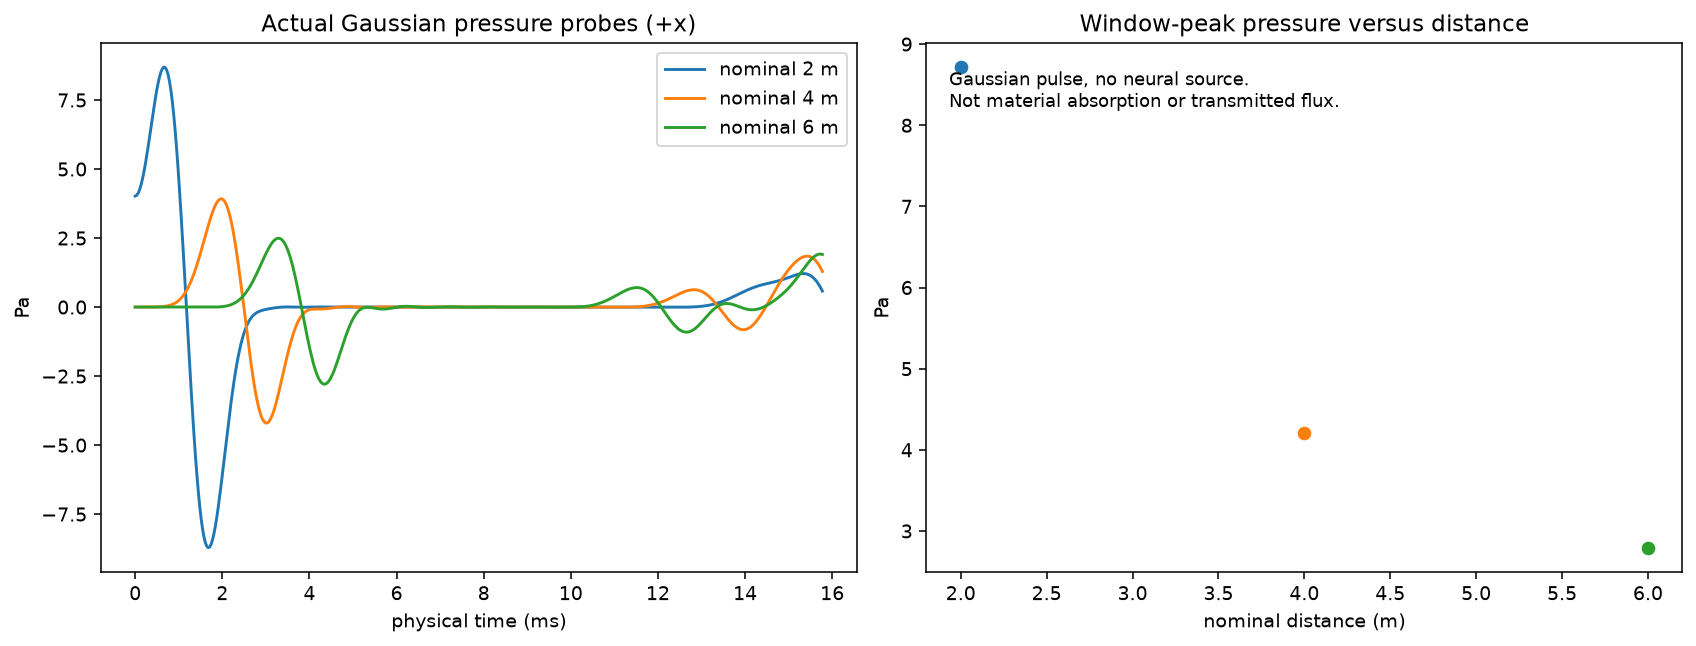 Actual Gaussian pressure probes (+x)
nominal 2 m
nominal 4 m
nominal 6 m
7.5
5.0
2.5
0.0
−2.5
−5.0
−7.5
Pa
0 2 4 6 8 10 12 14 16
physical time (ms)
Window-peak pressure versus distance
Gaussian pulse, no neural source.
Not material absorption or transmitted flux.
9
8
7
6
5
4
3
Pa
2.0 2.5 3.0 3.5 4.0 4.5 5.0 5.5 6.0
nominal distance (m)